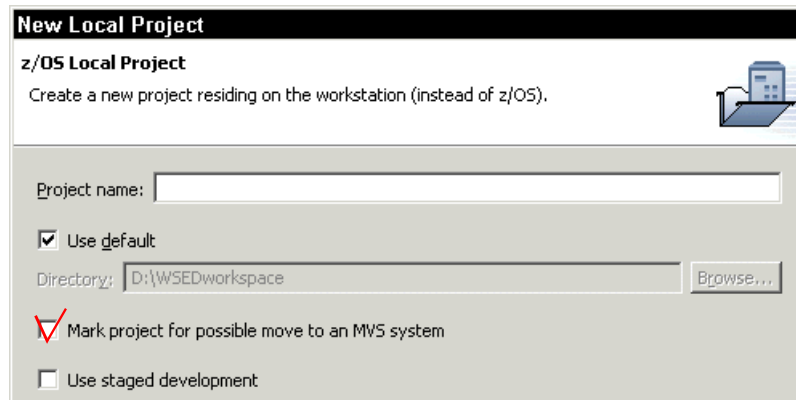 New Local Project
z/OS Local Project
Create a new project residing on the workstation (instead of z/OS).
Project name:
Use default
Directory: D:\WSEDworkspace Browse...
Mark project for possible move to an MVS system
Use staged development